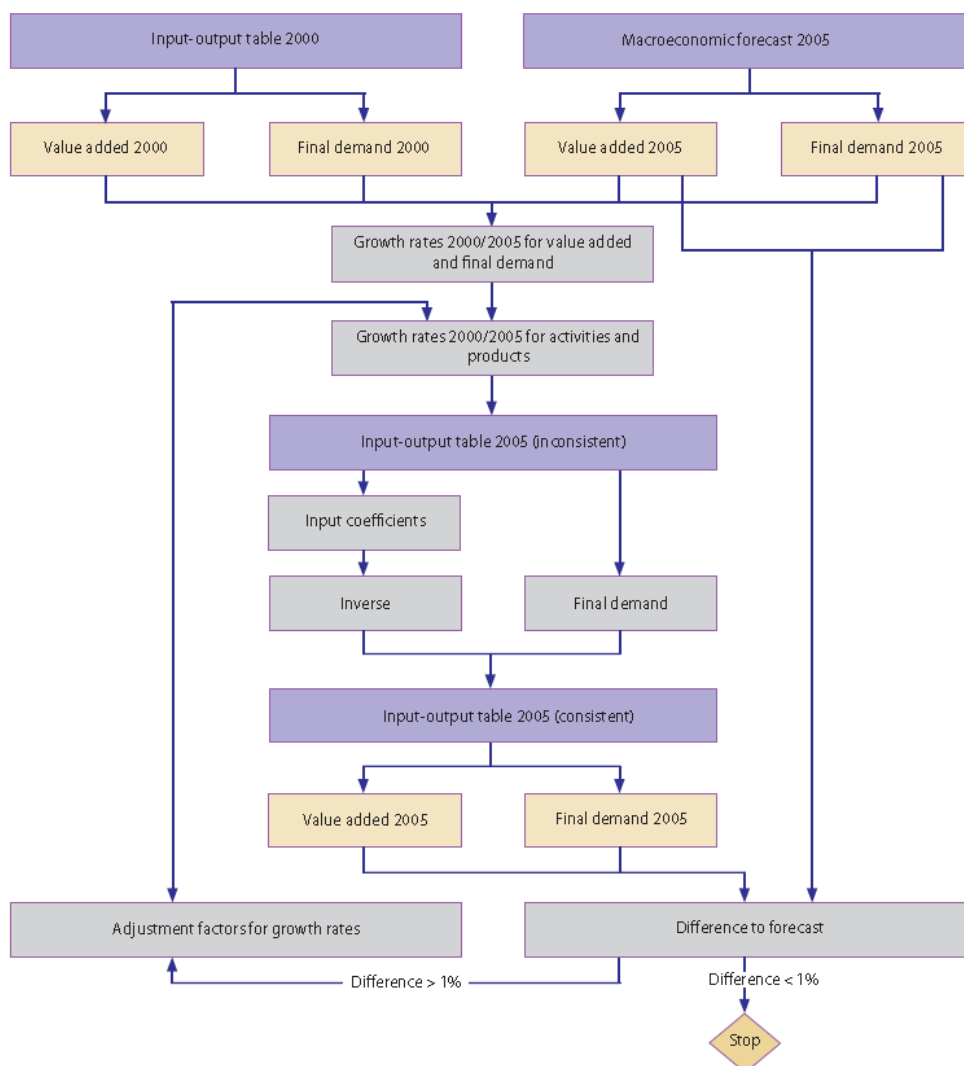 Input-output table 2000
Macroeconomic forecast 2005
Value added 2000
Final demand 2000
Value added 2005
Final demand 2005
Growth rates 2000/2005 for value added
and final demand
Growth rates 2000/2005 for activities and
products
Input-output table 2005 (inconsistent)
Input coefficients
Inverse
Final demand
Input-output table 2005 (consistent)
Value added 2005
Final demand 2005
Adjustment factors for growth rates
Difference to forecast
Difference > 1%
Difference < 1%
Stop